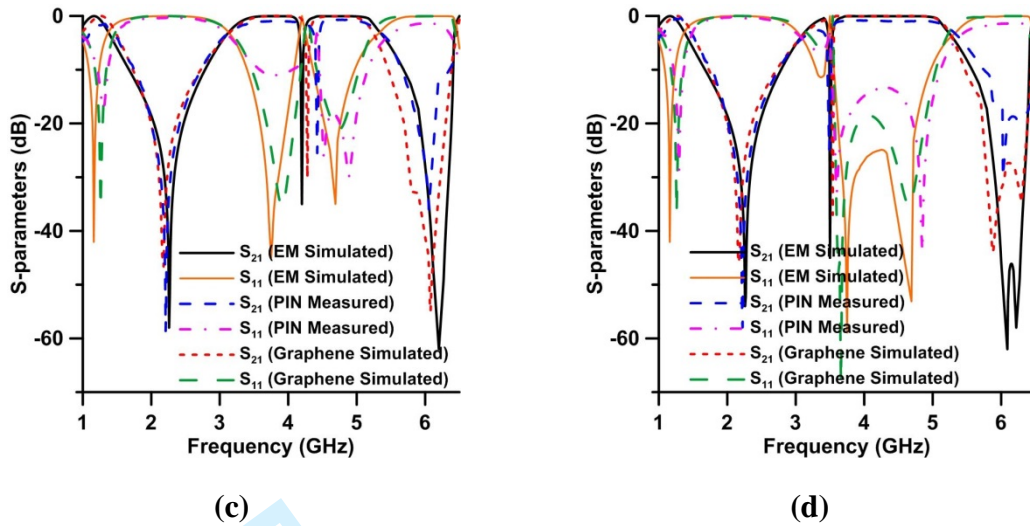 0
-20
-40
-60
S-parameters (dB)
S21 (EM Simulated)
S11 (EM Simulated)
S21 (PIN Measured)
S11 (PIN Measured)
S21 (Graphene Simulated)
S11 (Graphene Simulated)
1 2 3 4 5 6
Frequency (GHz)
(c)
0
-20
-40
-60
S-parameters (dB)
S21 (EM Simulated)
S11 (EM Simulated)
S21 (PIN Measured)
S11 (PIN Measured)
S21 (Graphene Simulated)
S11 (Graphene Simulated)
1 2 3 4 5 6
Frequency (GHz)
(d)